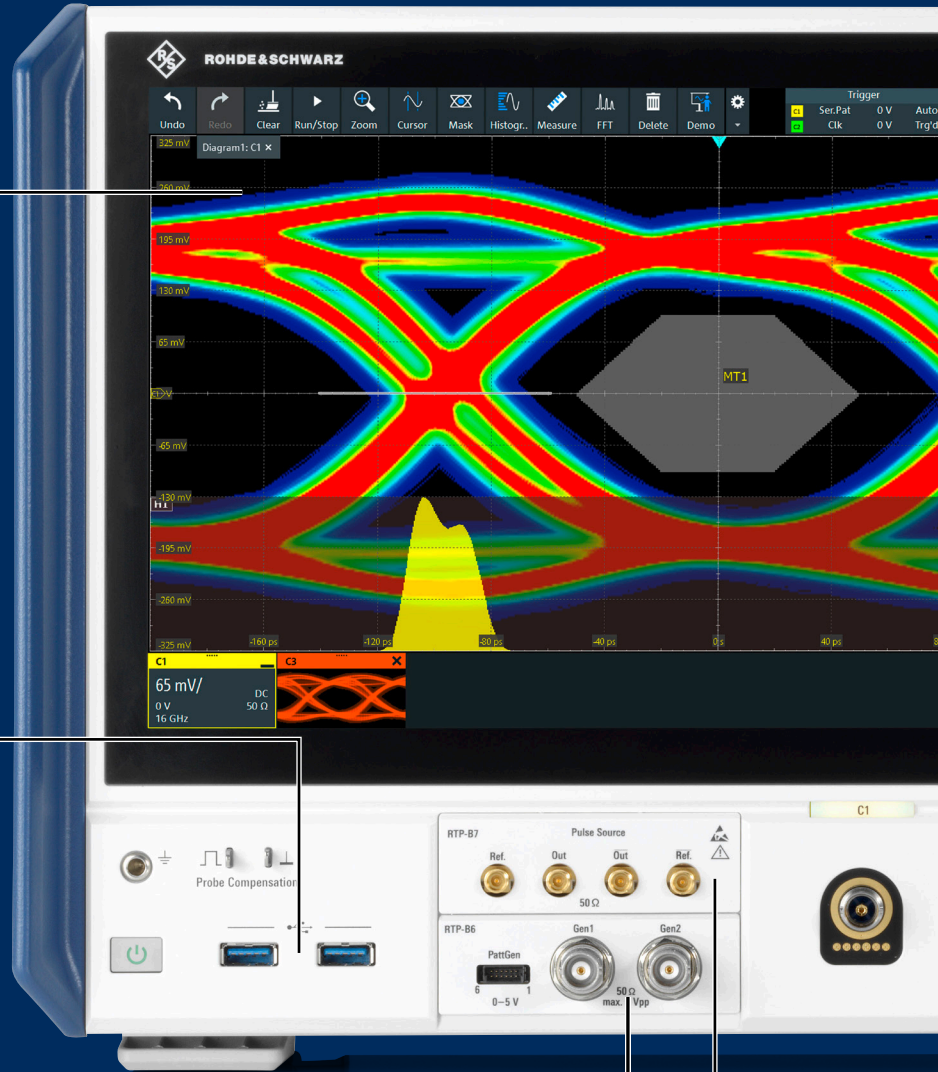 R&S
ROHDE&SCHWARZ
Undo
Redo
Clear
Run/Stop
Zoom
Cursor
Mask
Histogr..
Measure
FFT
Delete
Demo
Trigger
C1 Ser.Pat 0 V Auto
C2 Clk 0 V Trg'd
325 mV
Diagram1: C1 ×
260 mV
195 mV
130 mV
65 mV
MT1
-65 mV
-130 mV
H1
-195 mV
-260 mV
-325 mV
-160 ps
-120 ps
-80 ps
-40 ps
0 s
40 ps
C1
C3
65 mV/
DC
0 V
50 Ω
16 GHz
C1
RTP-B7
Pulse Source
Ref.
Out
Out
Ref.
50 Ω
Probe Compensation
RTP-B6
Gen1
Gen2
PattGen
6
1
0–5 V
50 Ω
max. Vpp